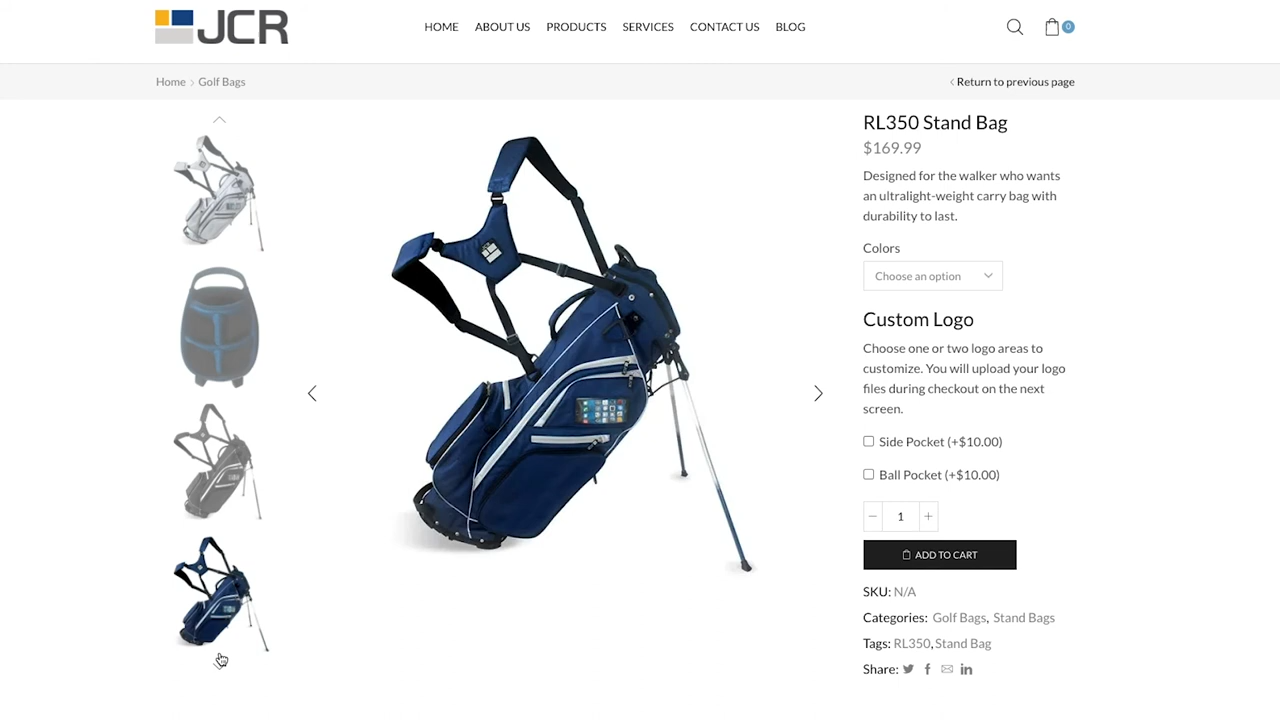 JCR
HOME
ABOUT US
PRODUCTS
SERVICES
CONTACT US
BLOG
0
Home
Golf Bags
Return to previous page
RL350 Stand Bag
$169.99
Designed for the walker who wants
an ultralight-weight carry bag with
durability to last.
Colors
Choose an option
Custom Logo
Choose one or two logo areas to
customize. You will upload your logo
files during checkout on the next
screen.
Side Pocket (+$10.00)
Ball Pocket (+$10.00)
1
ADD TO CART
SKU: N/A
Categories: Golf Bags, Stand Bags
Tags: RL350, Stand Bag
Share: